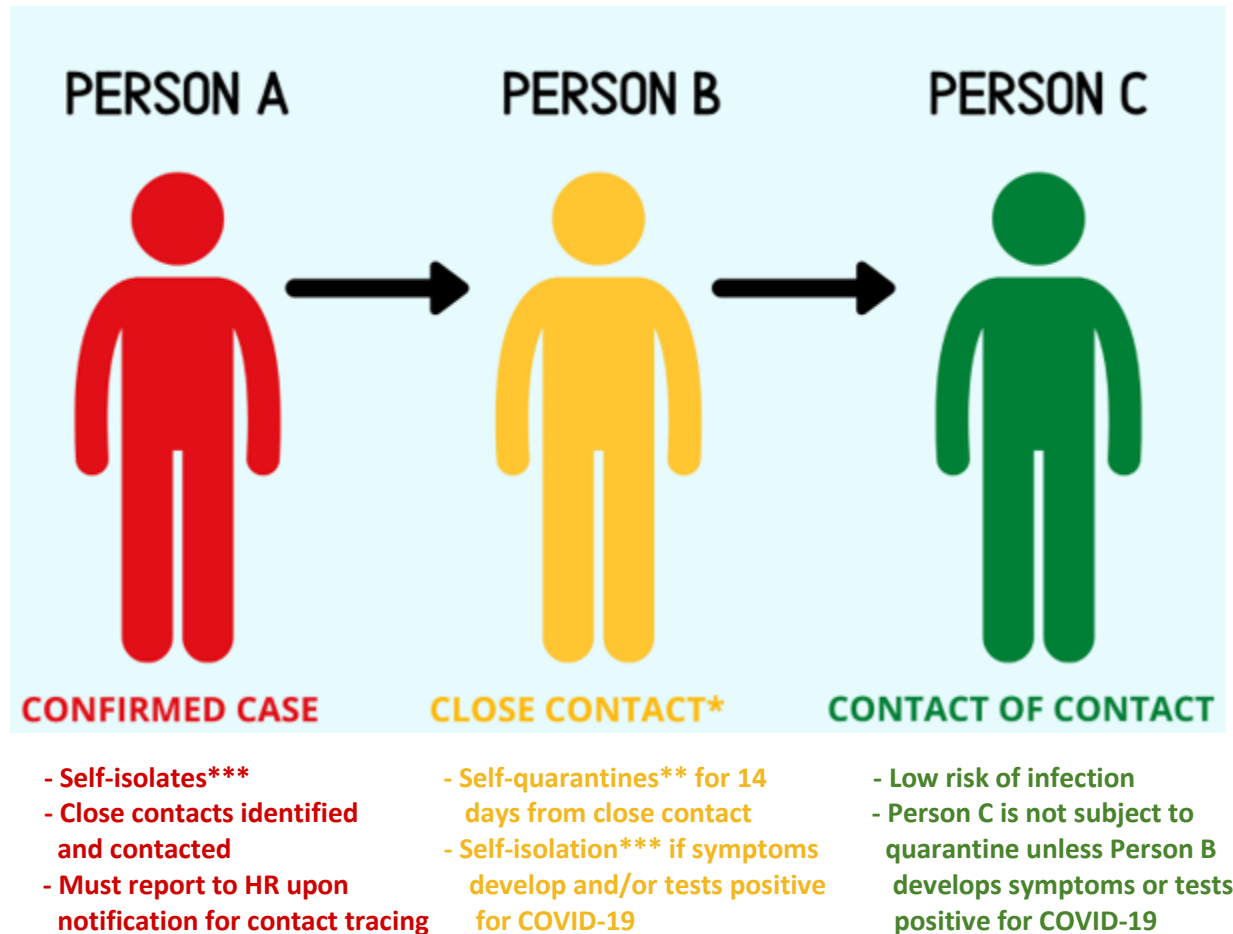 PERSON A
PERSON B
PERSON C
CONFIRMED CASE
CLOSE CONTACT*
CONTACT OF CONTACT
- Self-isolates***
- Close contacts identified
and contacted
- Must report to HR upon
notification for contact tracing
- Self-quarantines** for 14
days from close contact
- Self-isolation*** if symptoms
develop and/or tests positive
for COVID-19
- Low risk of infection
- Person C is not subject to
quarantine unless Person B
develops symptoms or tests
positive for COVID-19